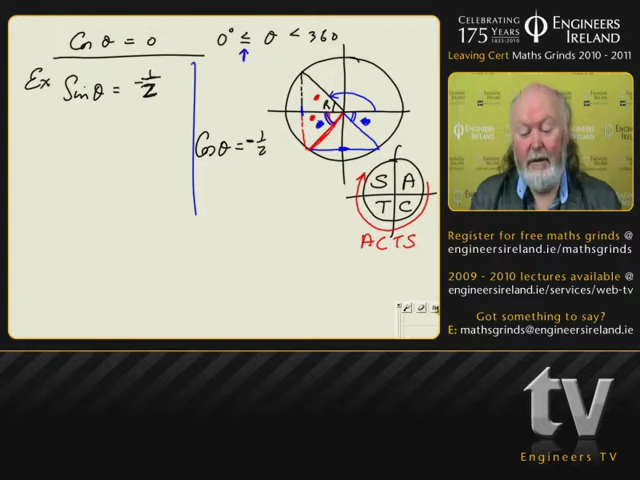 Cos θ = 0
0° ≤ θ < 360
Ex Sin θ = -1/2
Cos θ = -1/2
R
S A
T C
A C T S
CELEBRATING
175 YEARS
1835-2010
ENGINEERS
IRELAND
Leaving Cert Maths Grinds 2010 - 2011
Register for free maths grinds @
engineersireland.ie/mathsgrinds
2009 - 2010 lectures available @
engineersireland.ie/services/web-tv
Got something to say?
E: mathsgrinds@engineersireland.ie
tv
Engineers TV